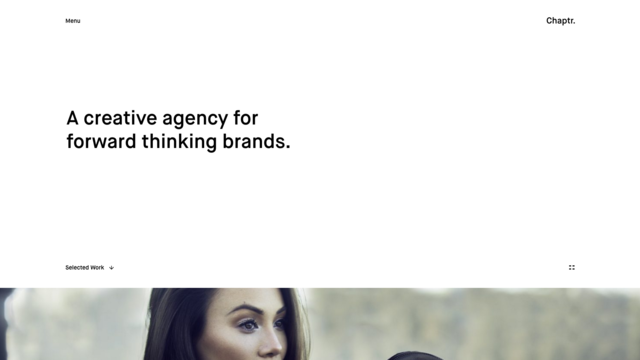 Menu
Chaptr.
A creative agency for
forward thinking brands.
Selected Work